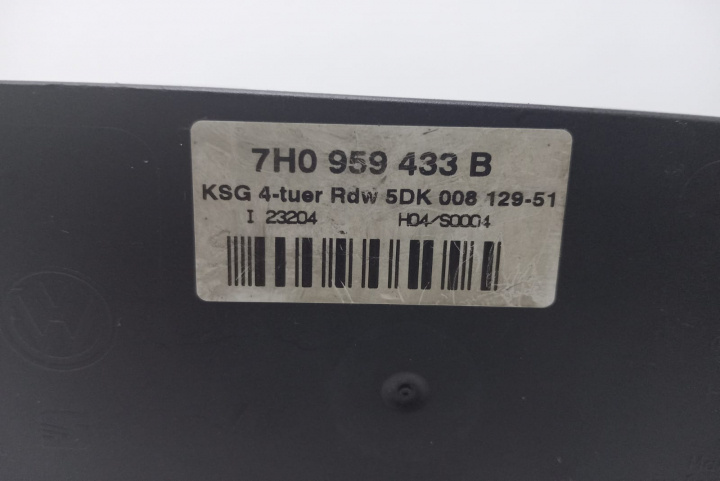 7H0 959 433 B
KSG 4-tuer Rdw 5DK 008 129-51
I 23204 H04/S0004